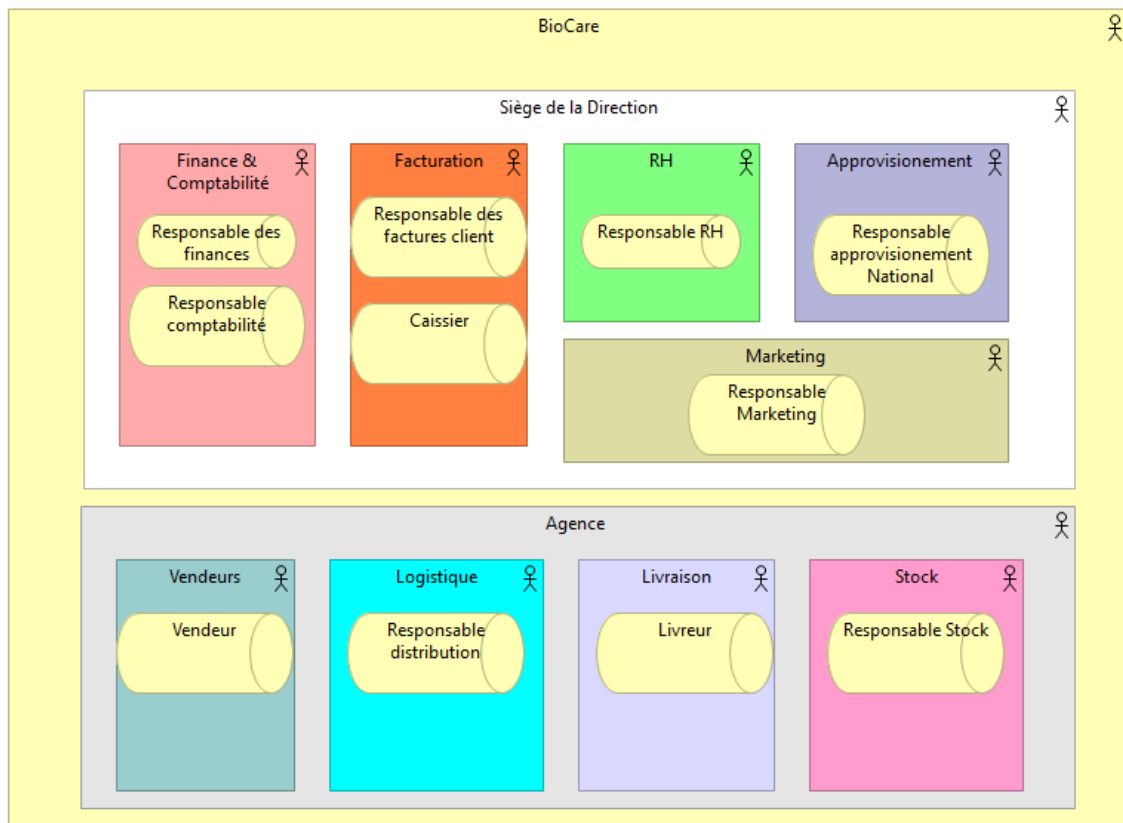 BioCare
Siège de la Direction
Finance &
Comptabilité
Responsable des
finances
Responsable
comptabilité
Facturation
Responsable des
factures client
Caissier
RH
Responsable RH
Approvisionement
Responsable
approvisionement
National
Marketing
Responsable
Marketing
Agence
Vendeurs
Vendeur
Logistique
Responsable
distribution
Livraison
Livreur
Stock
Responsable Stock